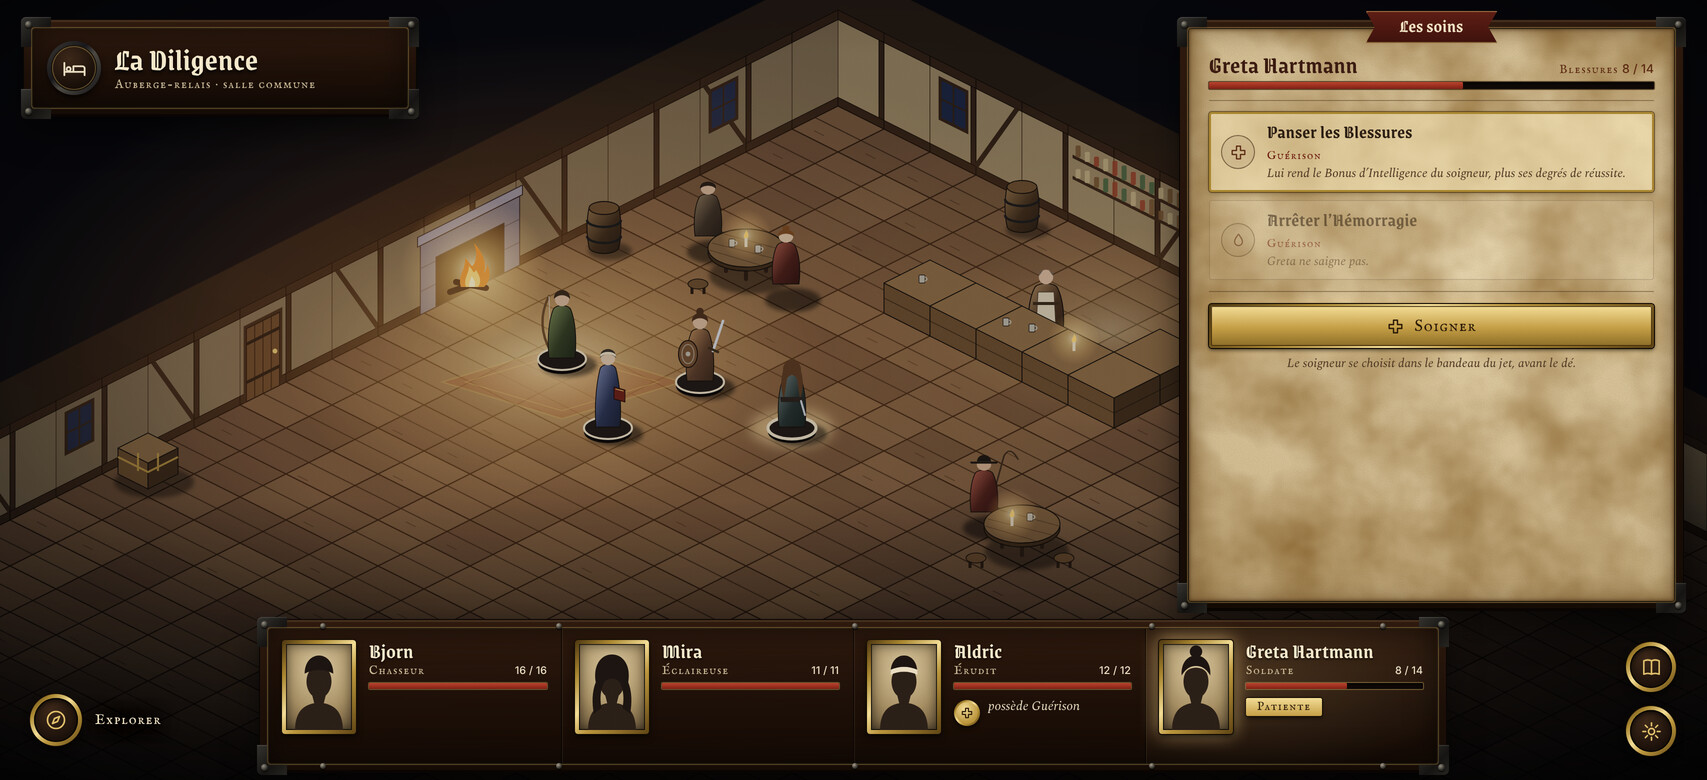 La Diligence
Auberge-relais · salle commune
Les soins
Greta Hartmann
Blessures 8 / 14
Panser les Blessures
Guérison
Lui rend le Bonus d'Intelligence du soigneur, plus ses degrés de réussite.
Arrêter l'Hémorragie
Guérison
Greta ne saigne pas.
Soigner
Le soigneur se choisit dans le bandeau du jet, avant le dé.
Bjorn
Chasseur 16 / 16
Mira
Éclaireuse 11 / 11
Aldric
Érudit 12 / 12
possède Guérison
Greta Hartmann
Soldate 8 / 14
Patiente
Explorer